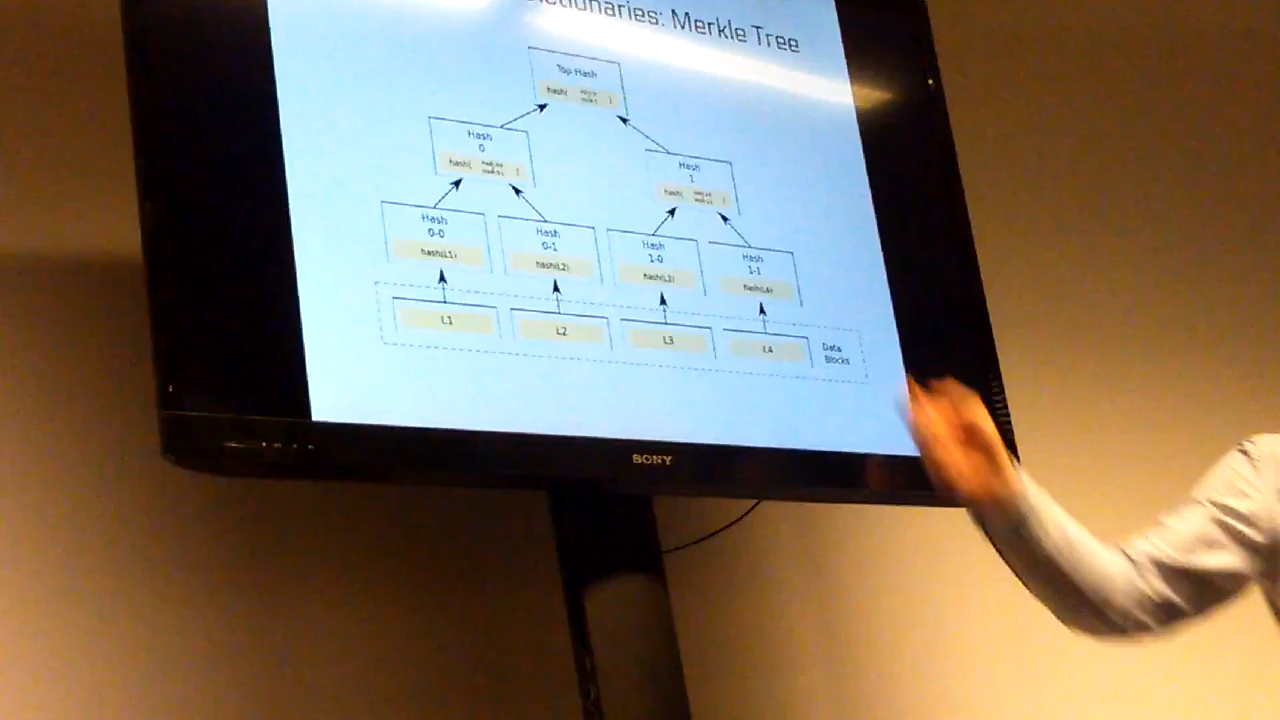 Merkle Tree
Top Hash
hash(
)
Hash
0
hash(
)
Hash
1
hash(
)
Hash
0-0
hash(L1)
Hash
0-1
hash(L2)
Hash
1-0
hash(L3)
Hash
1-1
hash(L4)
L1
L2
L3
L4
Data
Blocks
SONY